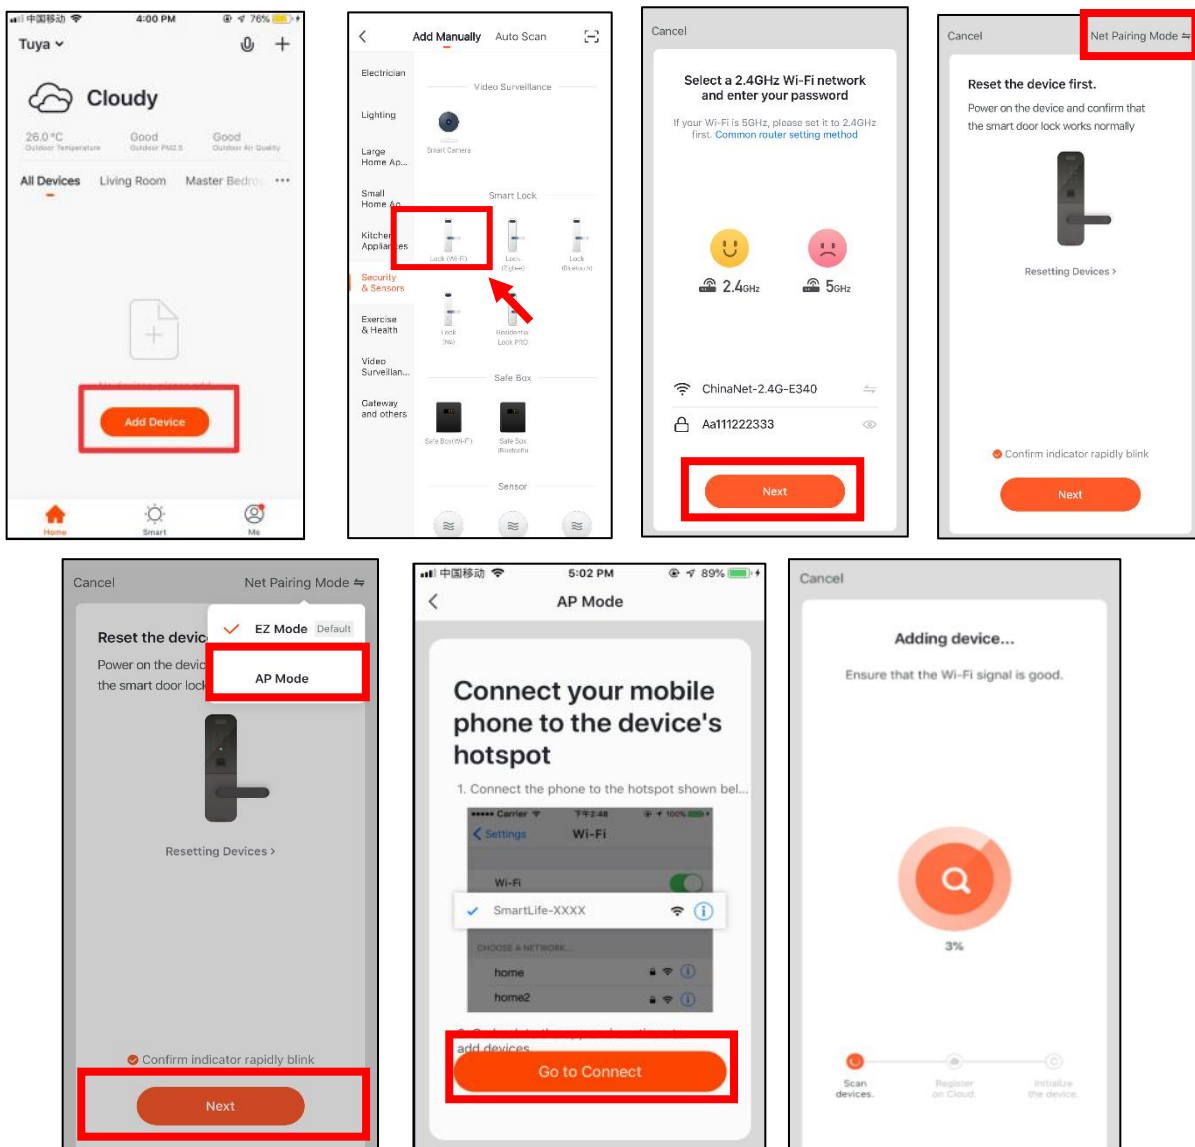 中国移动
4:00 PM
76%
Tuya
Cloudy
26.0 °C
Good
Good
Outdoor Temperature
Outdoor PM2.5
Outdoor Air Quality
All Devices
Living Room
Master Bedroo
Add Device
Home
Smart
Me
Add Manually
Auto Scan
Electrician
Lighting
Large
Home Ap...
Small
Home Ap
Kitchen
Appliances
Security
& Sensors
Exercise
& Health
Video
Surveillan...
Gateway
and others
Video Surveillance
Smart Camera
Smart Lock
Lock (Wi-Fi)
Lock
(Zigbee)
Lock
(Bluetooth)
Lock
Residential
Lock PRO
Safe Box
Safe Box(Wi-Fi)
Safe Box
(Bluetooth)
Sensor
Cancel
Select a 2.4GHz Wi-Fi network
and enter your password
If your Wi-Fi is 5GHz, please set it to 2.4GHz
first. Common router setting method
2.4GHz
5GHz
ChinaNet-2.4G-E340
Aa111222333
Next
Cancel
Net Pairing Mode
Reset the device first.
Power on the device and confirm that
the smart door lock works normally
Resetting Devices >
Confirm indicator rapidly blink
Next
Cancel
Net Pairing Mode
EZ Mode Default
AP Mode
Reset the devic
Power on the devic
the smart door lock
Resetting Devices >
Confirm indicator rapidly blink
Next
中国移动
5:02 PM
89%
AP Mode
Connect your mobile
phone to the device's
hotspot
1. Connect the phone to the hotspot shown bel...
Carrier
下午2:48
100%
Settings
Wi-Fi
Wi-Fi
SmartLife-XXXX
CHOOSE A NETWORK...
home
home2
add devices.
Go to Connect
Cancel
Adding device...
Ensure that the Wi-Fi signal is good.
3%
Scan
devices.
Register
on Cloud.
Initialize
the device.